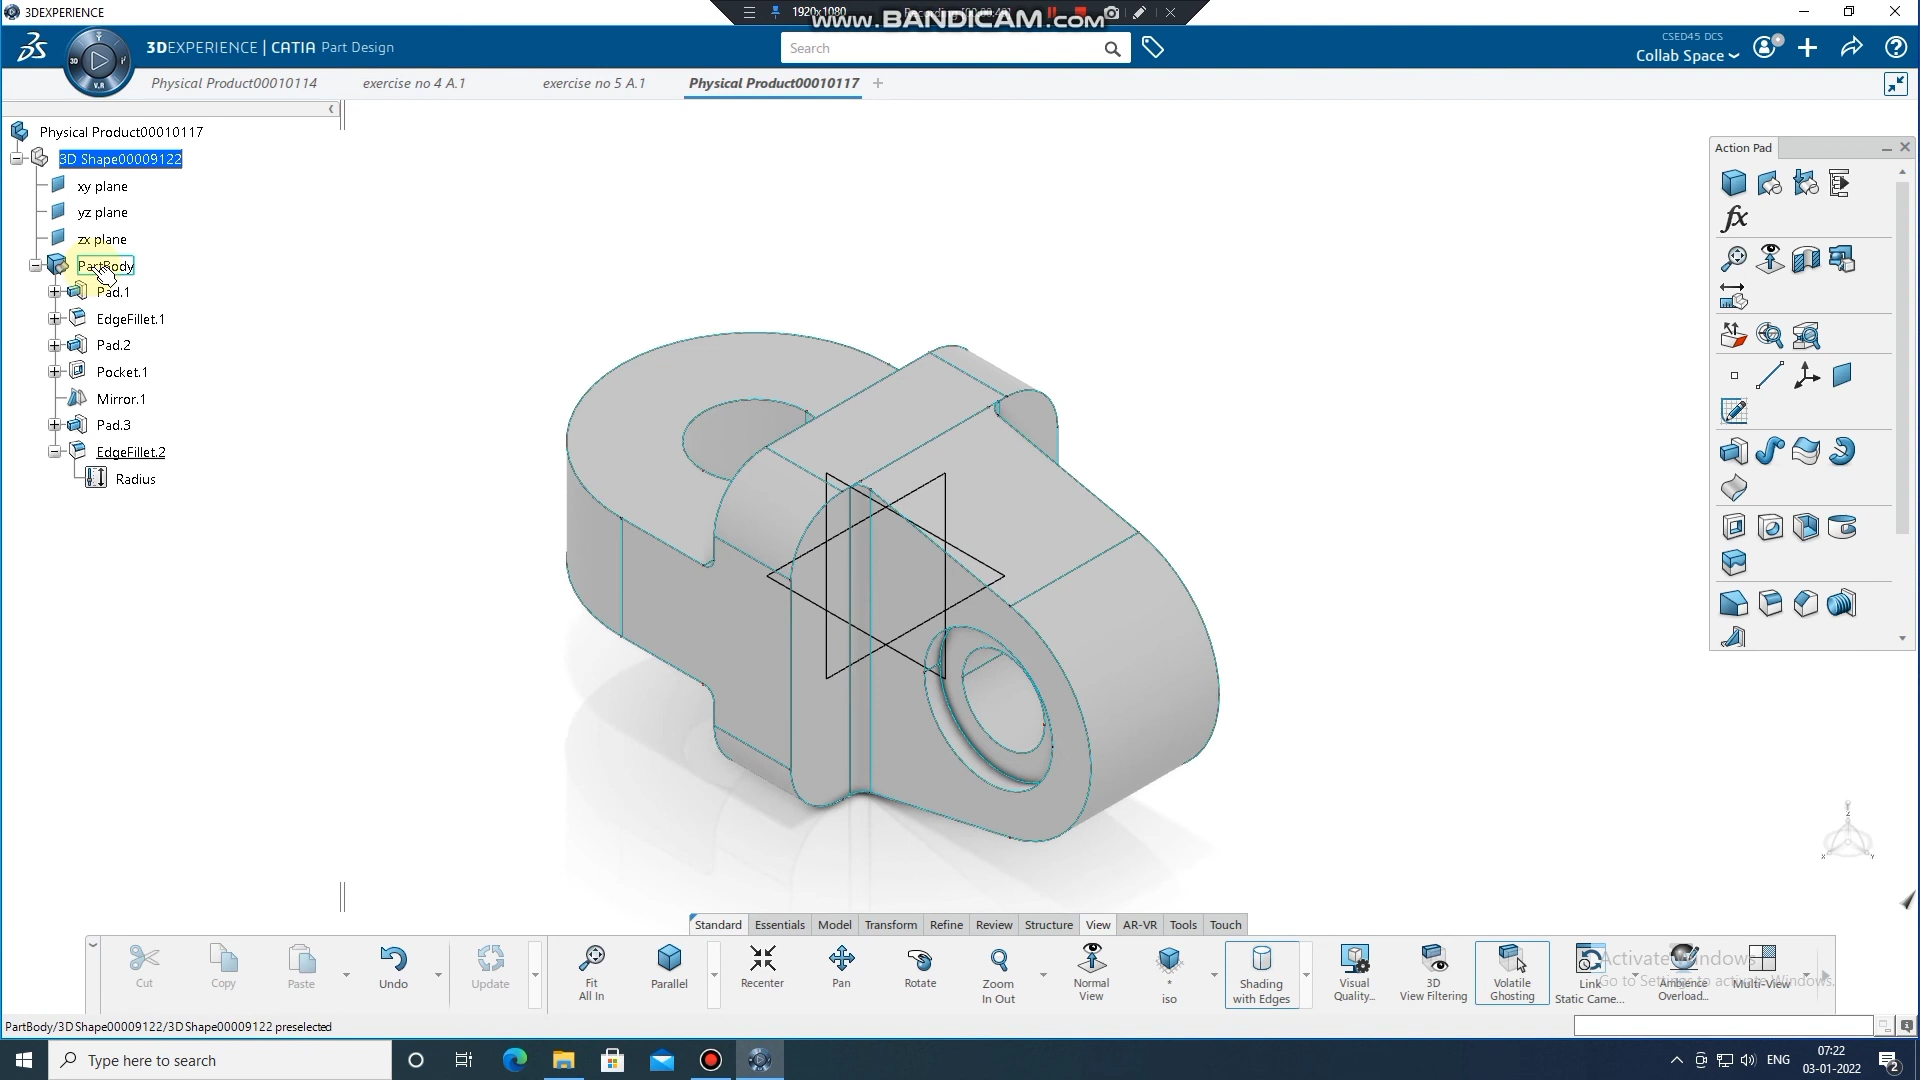 3DEXPERIENCE
1920x1080
www.BANDICAM.com
3DEXPERIENCE | CATIA Part Design
Search
CSED45 DCS
Collab Space
3D
V.R
Physical Product00010114
exercise no 4 A.1
exercise no 5 A.1
Physical Product00010117
Physical Product00010117
3D Shape00009122
xy plane
yz plane
zx plane
PartBody
Pad.1
EdgeFillet.1
Pad.2
Pocket.1
Mirror.1
Pad.3
EdgeFillet.2
Radius
Action Pad
fx
Standard
Essentials
Model
Transform
Refine
Review
Structure
View
AR-VR
Tools
Touch
Cut
Copy
Paste
Undo
Update
Fit
All In
Parallel
Recenter
Pan
Rotate
Zoom
In Out
Normal
View
*
iso
Shading
with Edges
Visual
Quality...
3D
View Filtering
Volatile
Ghosting
Link
Static Came...
Ambience
Overload...
Multi-View
Activate Windows
Go to Settings to activate Windows.
PartBody/3D Shape00009122/3D Shape00009122 preselected
Type here to search
ENG
07:22
03-01-2022
2